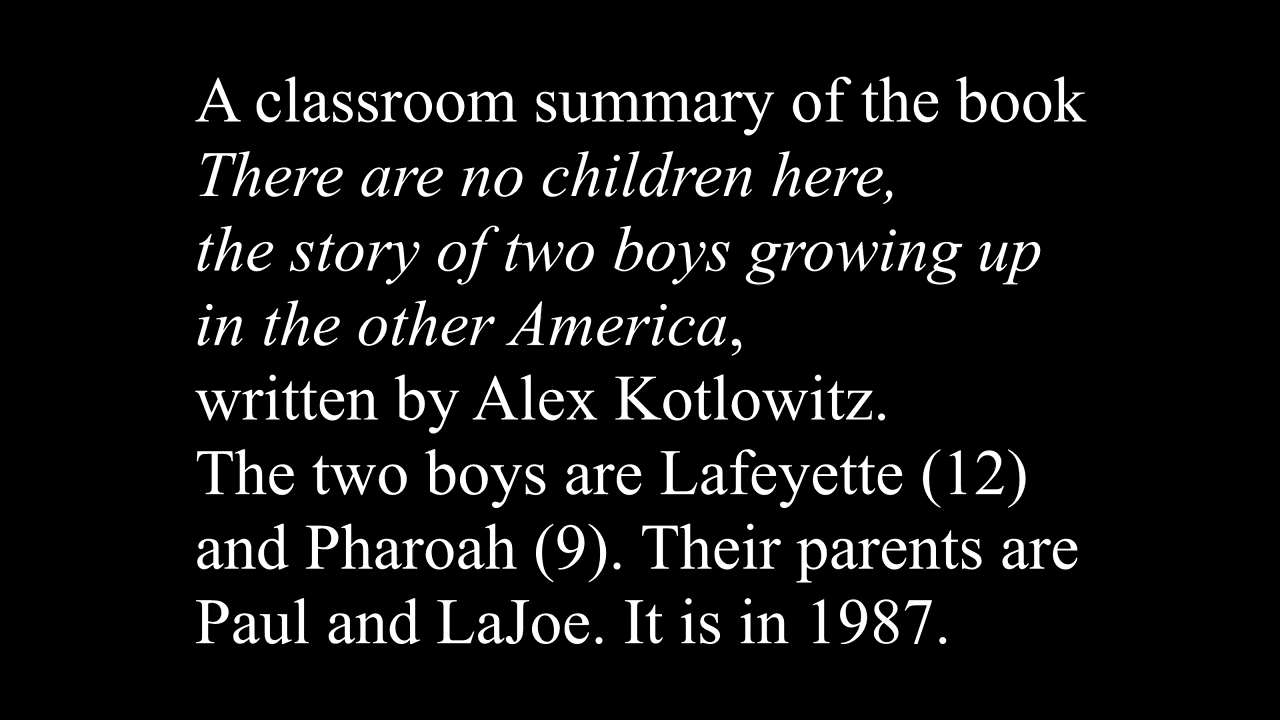 A classroom summary of the book
There are no children here,
the story of two boys growing up
in the other America,
written by Alex Kotlowitz.
The two boys are Lafeyette (12)
and Pharoah (9). Their parents are
Paul and LaJoe. It is in 1987.